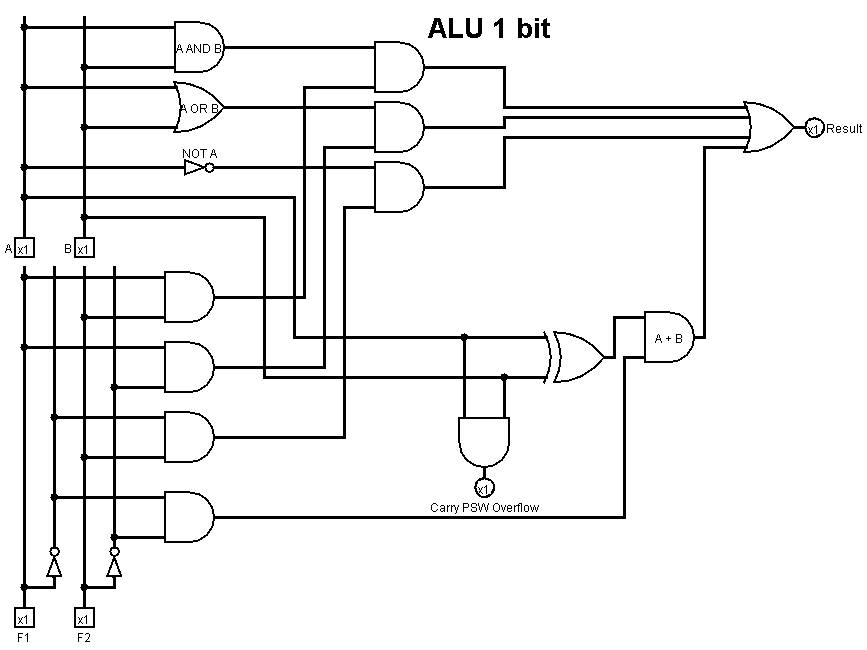 ALU 1 bit
A AND B
A OR B
x1 Result
NOT A
A x1
B x1
A + B
x1
Carry PSW Overflow
x1
F1
x1
F2